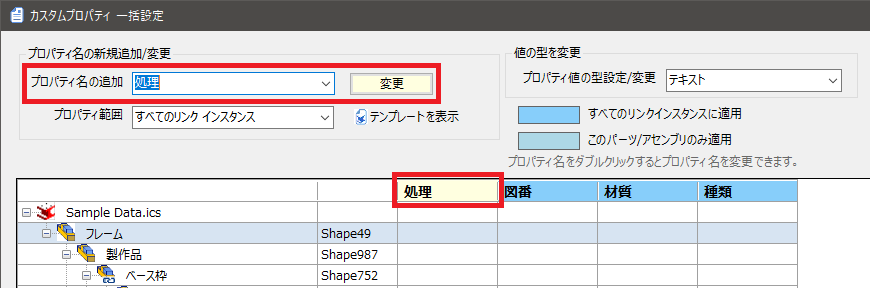 カスタムプロパティ 一括設定
プロパティ名の新規追加/変更
プロパティ名の追加 処理 変更
プロパティ範囲 すべてのリンク インスタンス テンプレートを表示
値の型を変更
プロパティ値の型設定/変更 テキスト
すべてのリンクインスタンスに適用
このパーツ/アセンブリのみ適用
プロパティ名をダブルクリックするとプロパティ名を変更できます。
処理 図番 材質 種類
Sample Data.ics
フレーム Shape49
製作品 Shape987
ベース枠 Shape752